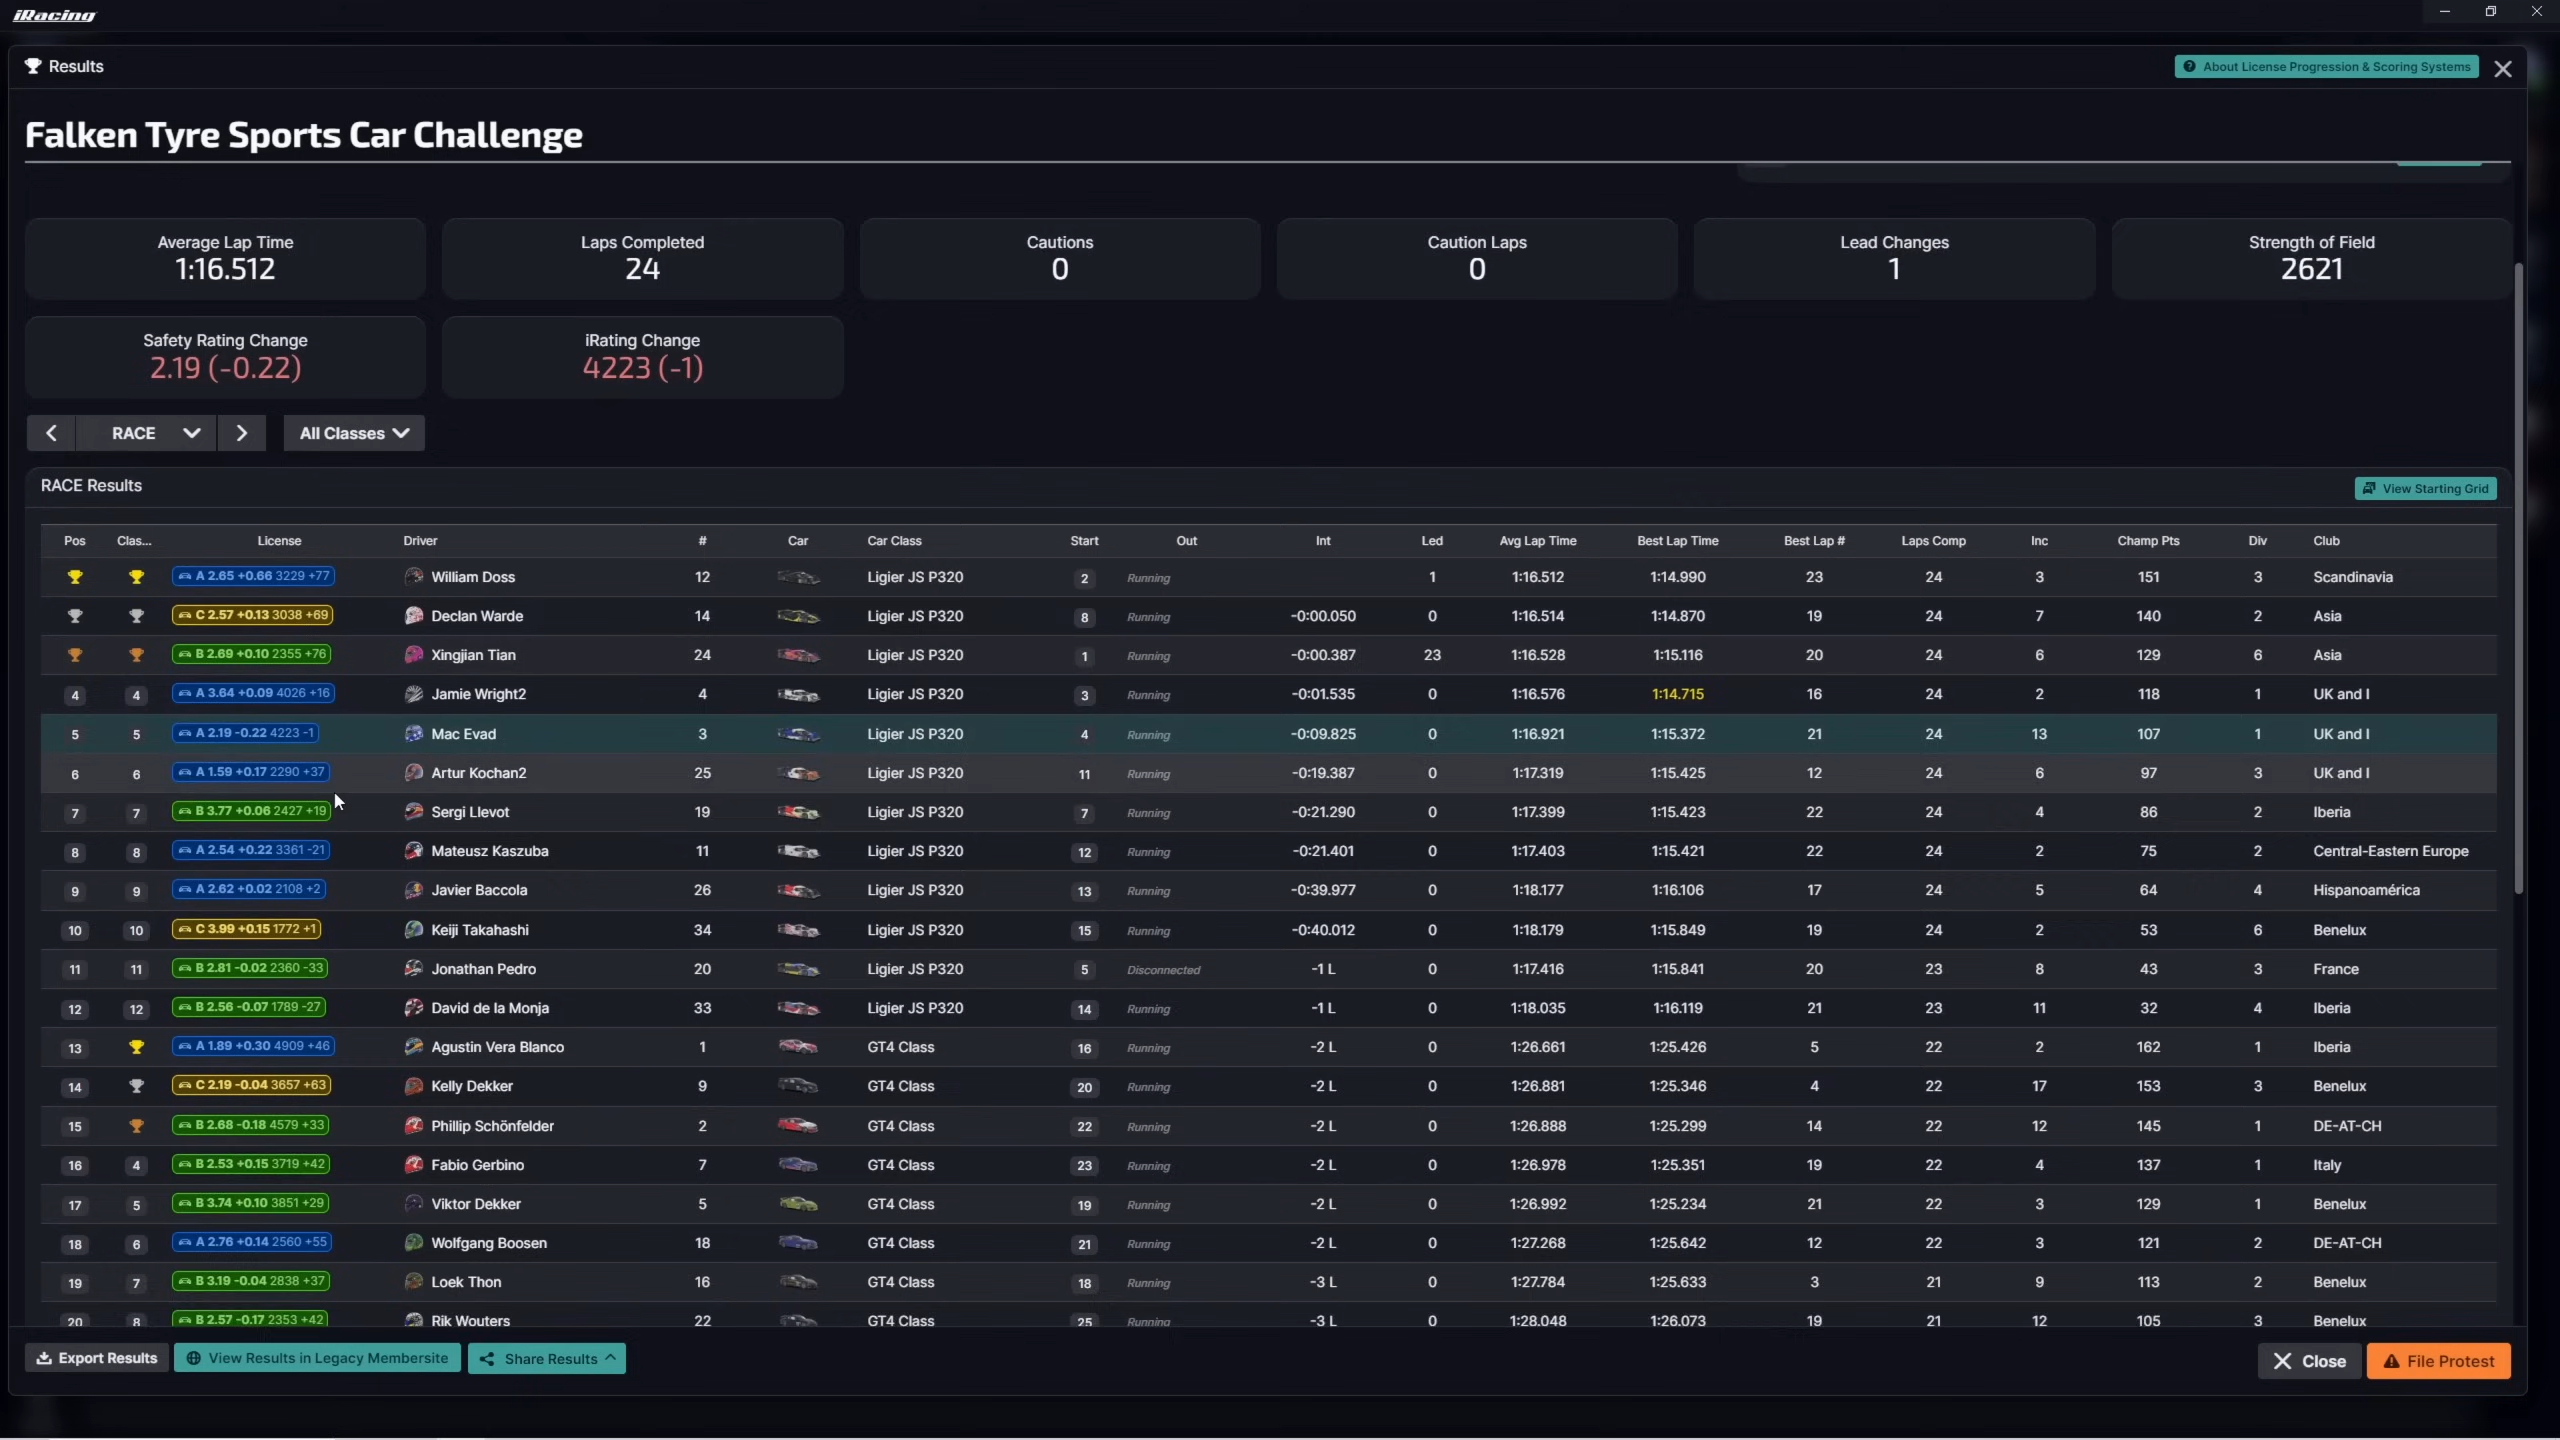 iRacing
Results
About License Progression & Scoring Systems
Falken Tyre Sports Car Challenge
Average Lap Time
1:16.512
Laps Completed
24
Cautions
0
Caution Laps
0
Lead Changes
1
Strength of Field
2621
Safety Rating Change
2.19 (-0.22)
iRating Change
4223 (-1)
RACE
All Classes
RACE Results
View Starting Grid
Pos Clas... License Driver # Car Car Class Start Out Int Led Avg Lap Time Best Lap Time Best Lap # Laps Comp Inc Champ Pts Div Club
A 2.65 +0.66 3229 +77 William Doss 12 Ligier JS P320 2 Running 1 1:16.512 1:14.990 23 24 3 151 3 Scandinavia
C 2.57 +0.13 3038 +69 Declan Warde 14 Ligier JS P320 8 Running -0:00.050 0 1:16.514 1:14.870 19 24 7 140 2 Asia
B 2.69 +0.10 2355 +76 Xingjian Tian 24 Ligier JS P320 1 Running -0:00.387 23 1:16.528 1:15.116 20 24 6 129 6 Asia
4 4 A 3.64 +0.09 4026 +16 Jamie Wright2 4 Ligier JS P320 3 Running -0:01.535 0 1:16.576 1:14.715 16 24 2 118 1 UK and I
5 5 A 2.19 -0.22 4223 -1 Mac Evad 3 Ligier JS P320 4 Running -0:09.825 0 1:16.921 1:15.372 21 24 13 107 1 UK and I
6 6 A 1.59 +0.17 2290 +37 Artur Kochan2 25 Ligier JS P320 11 Running -0:19.387 0 1:17.319 1:15.425 12 24 6 97 3 UK and I
7 7 B 3.77 +0.06 2427 +19 Sergi Llevot 19 Ligier JS P320 7 Running -0:21.290 0 1:17.399 1:15.423 22 24 4 86 2 Iberia
8 8 A 2.54 +0.22 3361 -21 Mateusz Kaszuba 11 Ligier JS P320 12 Running -0:21.401 0 1:17.403 1:15.421 22 24 2 75 2 Central-Eastern Europe
9 9 A 2.62 +0.02 2108 +2 Javier Baccola 26 Ligier JS P320 13 Running -0:39.977 0 1:18.177 1:16.106 17 24 5 64 4 Hispanoamérica
10 10 C 3.99 +0.15 1772 +1 Keiji Takahashi 34 Ligier JS P320 15 Running -0:40.012 0 1:18.179 1:15.849 19 24 2 53 6 Benelux
11 11 B 2.81 -0.02 2360 -33 Jonathan Pedro 20 Ligier JS P320 5 Disconnected -1 L 0 1:17.416 1:15.841 20 23 8 43 3 France
12 12 B 2.56 -0.07 1789 -27 David de la Monja 33 Ligier JS P320 14 Running -1 L 0 1:18.035 1:16.119 21 23 11 32 4 Iberia
13 A 1.89 +0.30 4909 +46 Agustin Vera Blanco 1 GT4 Class 16 Running -2 L 0 1:26.661 1:25.426 5 22 2 162 1 Iberia
14 C 2.19 -0.04 3657 +63 Kelly Dekker 9 GT4 Class 20 Running -2 L 0 1:26.881 1:25.346 4 22 17 153 3 Benelux
15 B 2.68 -0.18 4579 +33 Phillip Schönfelder 2 GT4 Class 22 Running -2 L 0 1:26.888 1:25.299 14 22 12 145 1 DE-AT-CH
16 4 B 2.53 +0.15 3719 +42 Fabio Gerbino 7 GT4 Class 23 Running -2 L 0 1:26.978 1:25.351 19 22 4 137 1 Italy
17 5 B 3.74 +0.10 3851 +29 Viktor Dekker 5 GT4 Class 19 Running -2 L 0 1:26.992 1:25.234 21 22 3 129 1 Benelux
18 6 A 2.76 +0.14 2560 +55 Wolfgang Boosen 18 GT4 Class 21 Running -2 L 0 1:27.268 1:25.642 12 22 3 121 2 DE-AT-CH
19 7 B 3.19 -0.04 2838 +37 Loek Thon 16 GT4 Class 18 Running -3 L 0 1:27.784 1:25.633 3 21 9 113 2 Benelux
20 8 B 2.57 -0.17 2353 +42 Rik Wouters 22 GT4 Class 25 Running -3 L 0 1:28.048 1:26.073 19 21 12 105 3 Benelux
Export Results
View Results in Legacy Membersite
Share Results
Close
File Protest